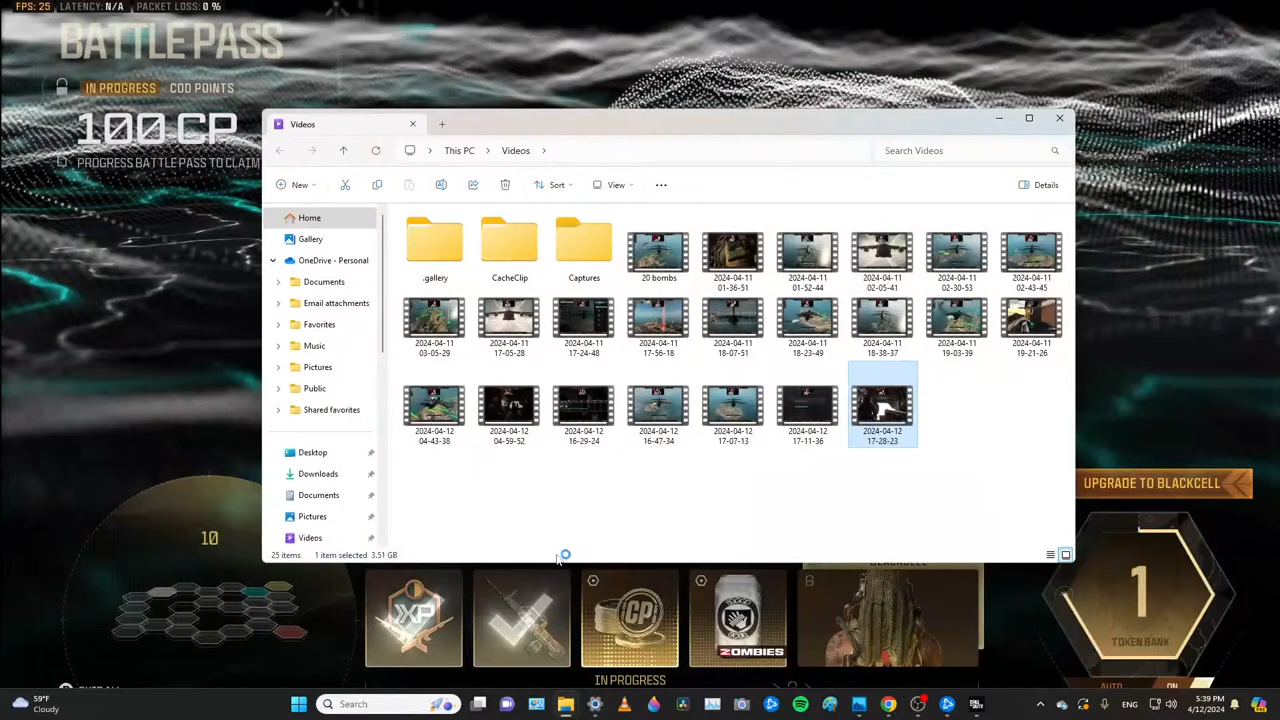 FPS: 25 LATENCY: N/A PACKET LOSS: 0 %
BATTLE PASS
IN PROGRESS COD POINTS
100 CP
PROGRESS BATTLE PASS TO CLAIM
Videos
This PC Videos
Search Videos
New Sort View Details
Home
Gallery
OneDrive - Personal
Documents
Email attachments
Favorites
Music
Pictures
Public
Shared favorites
Desktop
Downloads
Documents
Pictures
Videos
.gallery CacheClip Captures 20 bombs 2024-04-11 01-36-51 2024-04-11 01-52-44 2024-04-11 02-05-41 2024-04-11 02-30-53 2024-04-11 02-43-45
2024-04-11 03-05-29 2024-04-11 17-05-28 2024-04-11 17-24-48 2024-04-11 17-56-18 2024-04-11 18-07-51 2024-04-11 18-23-49 2024-04-11 18-38-37 2024-04-11 19-03-39 2024-04-11 19-21-26
2024-04-12 04-43-38 2024-04-12 04-59-52 2024-04-12 16-29-24 2024-04-12 16-47-34 2024-04-12 17-07-13 2024-04-12 17-11-36 2024-04-12 17-28-23
25 items 1 item selected 3.51 GB
UPGRADE TO BLACKCELL
10
XP
CP
ZOMBIES
1
TOKEN BANK
IN PROGRESS
AUTO ON
59°F
Cloudy
Search
5:39 PM
4/12/2024